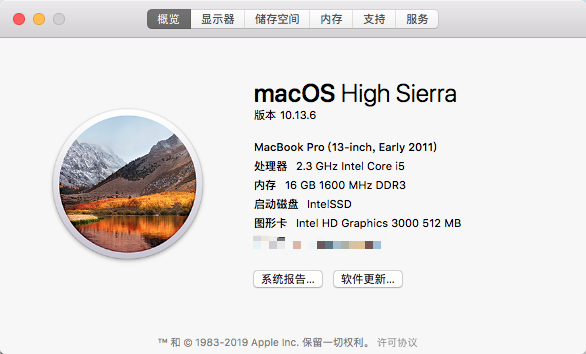 概览 显示器 储存空间 内存 支持 服务
macOS High Sierra
版本 10.13.6
MacBook Pro (13-inch, Early 2011)
处理器 2.3 GHz Intel Core i5
内存 16 GB 1600 MHz DDR3
启动磁盘 IntelSSD
图形卡 Intel HD Graphics 3000 512 MB
系统报告... 软件更新...
™ 和 © 1983-2019 Apple Inc. 保留一切权利。 许可协议